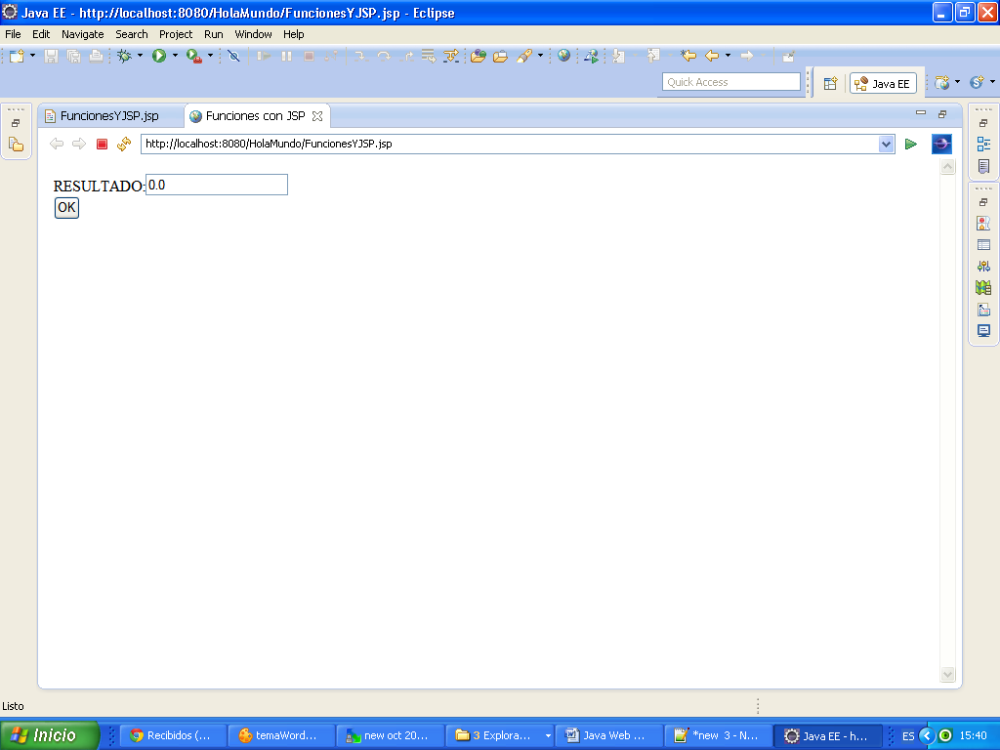 Java EE - http://localhost:8080/HolaMundo/FuncionesYJSP.jsp - Eclipse
File Edit Navigate Search Project Run Window Help
Quick Access
Java EE
FuncionesYJSP.jsp
Funciones con JSP
http://localhost:8080/HolaMundo/FuncionesYJSP.jsp
RESULTADO: 0.0
OK
Listo
Inicio
Recibidos (...
temaWord...
new oct 20...
3 Explora...
Java Web ...
*new 3 - N...
Java EE - h...
ES
15:40